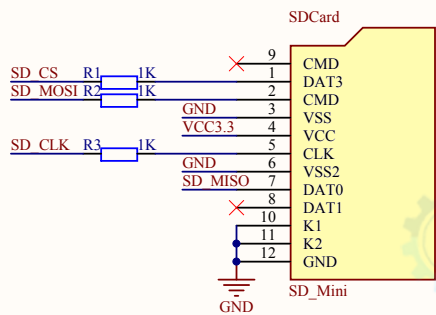 SDCard
9 CMD
SD_CS R1 1K 1 DAT3
SD_MOSI R2 1K 2 CMD
GND 3 VSS
VCC3.3 4 VCC
SD_CLK R3 1K 5 CLK
GND 6 VSS2
SD_MISO 7 DAT0
8 DAT1
10 K1
11 K2
12 GND
SD_Mini
GND